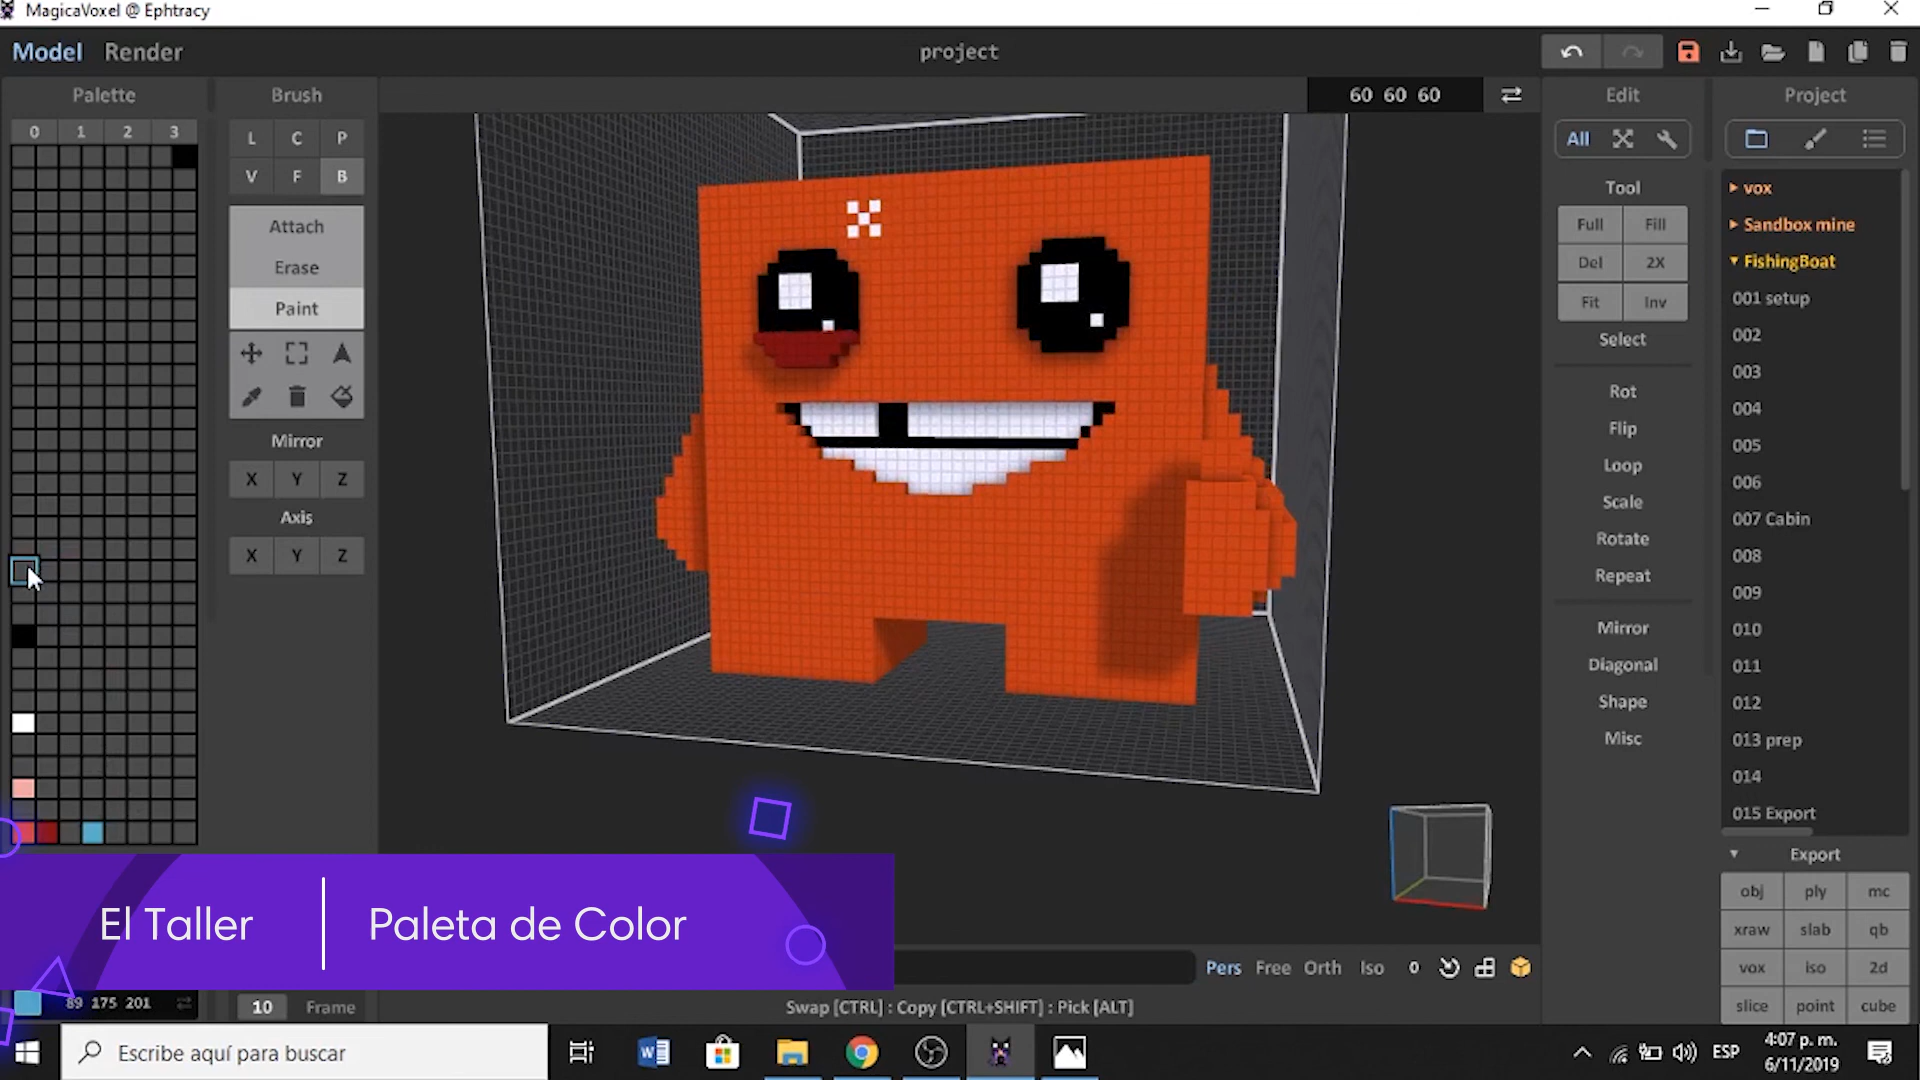 MagicaVoxel @ Ephtracy
Model Render
project
60 60 60
Palette
0 1 2 3
Brush
L C P
V F B
Attach
Erase
Paint
Mirror
X Y Z
Axis
X Y Z
Edit
All
Tool
Full Fill
Del 2X
Fit Inv
Select
Rot
Flip
Loop
Scale
Rotate
Repeat
Mirror
Diagonal
Shape
Misc
Project
vox
Sandbox mine
FishingBoat
001 setup
002
003
004
005
006
007 Cabin
008
009
010
011
012
013 prep
014
015 Export
Export
obj ply mc
xraw slab qb
vox iso 2d
slice point cube
El Taller
Paleta de Color
Pers Free Orth Iso 0
89 175 201
10 Frame
Swap [CTRL] : Copy [CTRL+SHIFT] : Pick [ALT]
Escribe aquí para buscar
ESP
4:07 p. m.
6/11/2019